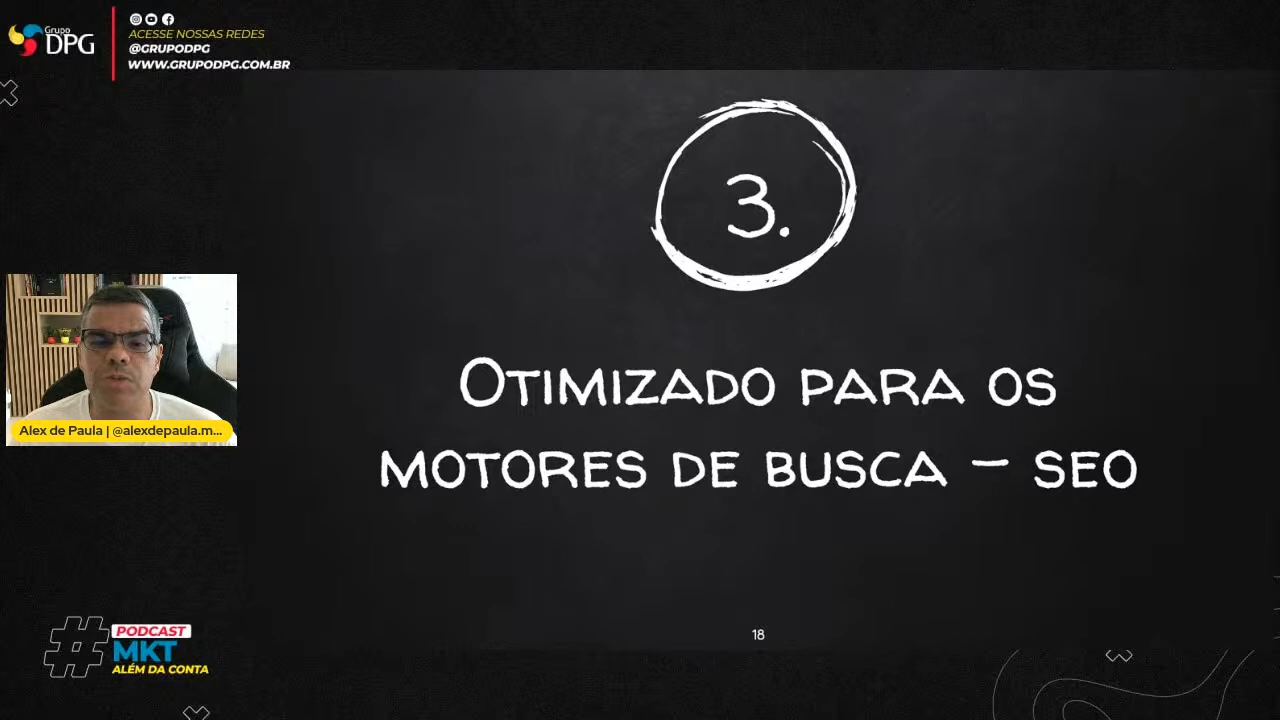 Grupo
DPG
ACESSE NOSSAS REDES
@GRUPODPG
WWW.GRUPODPG.COM.BR
3.
Otimizado para os
motores de busca – SEO
Alex de Paula | @alexdepaula.m...
18
#
PODCAST
MKT
ALÉM DA CONTA